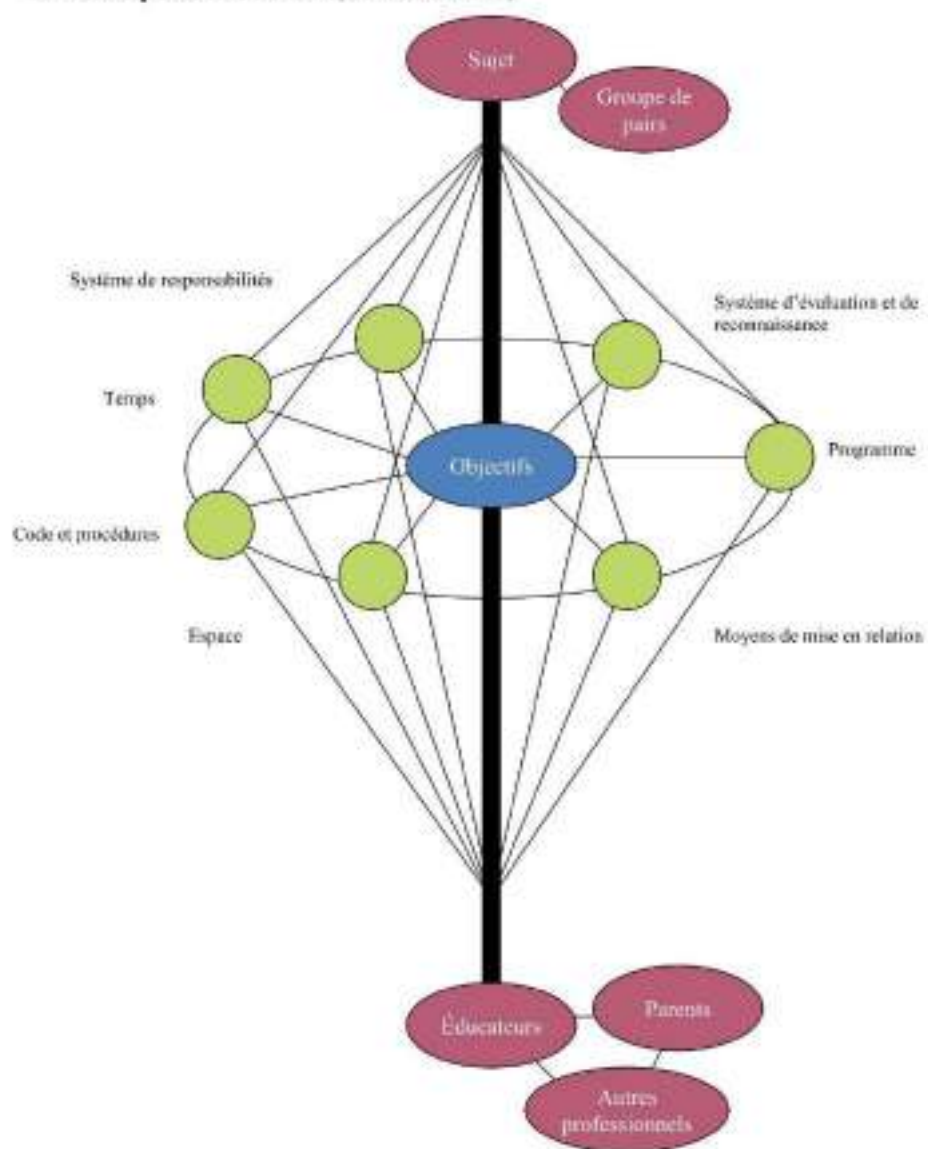 Sujet
Groupe de
pairs
Système de responsabilités
Système d'évaluation et de
reconnaissance
Temps
Programme
Objectifs
Code et procédures
Espace
Moyens de mise en relation
Éducateurs
Parents
Autres
professionnels